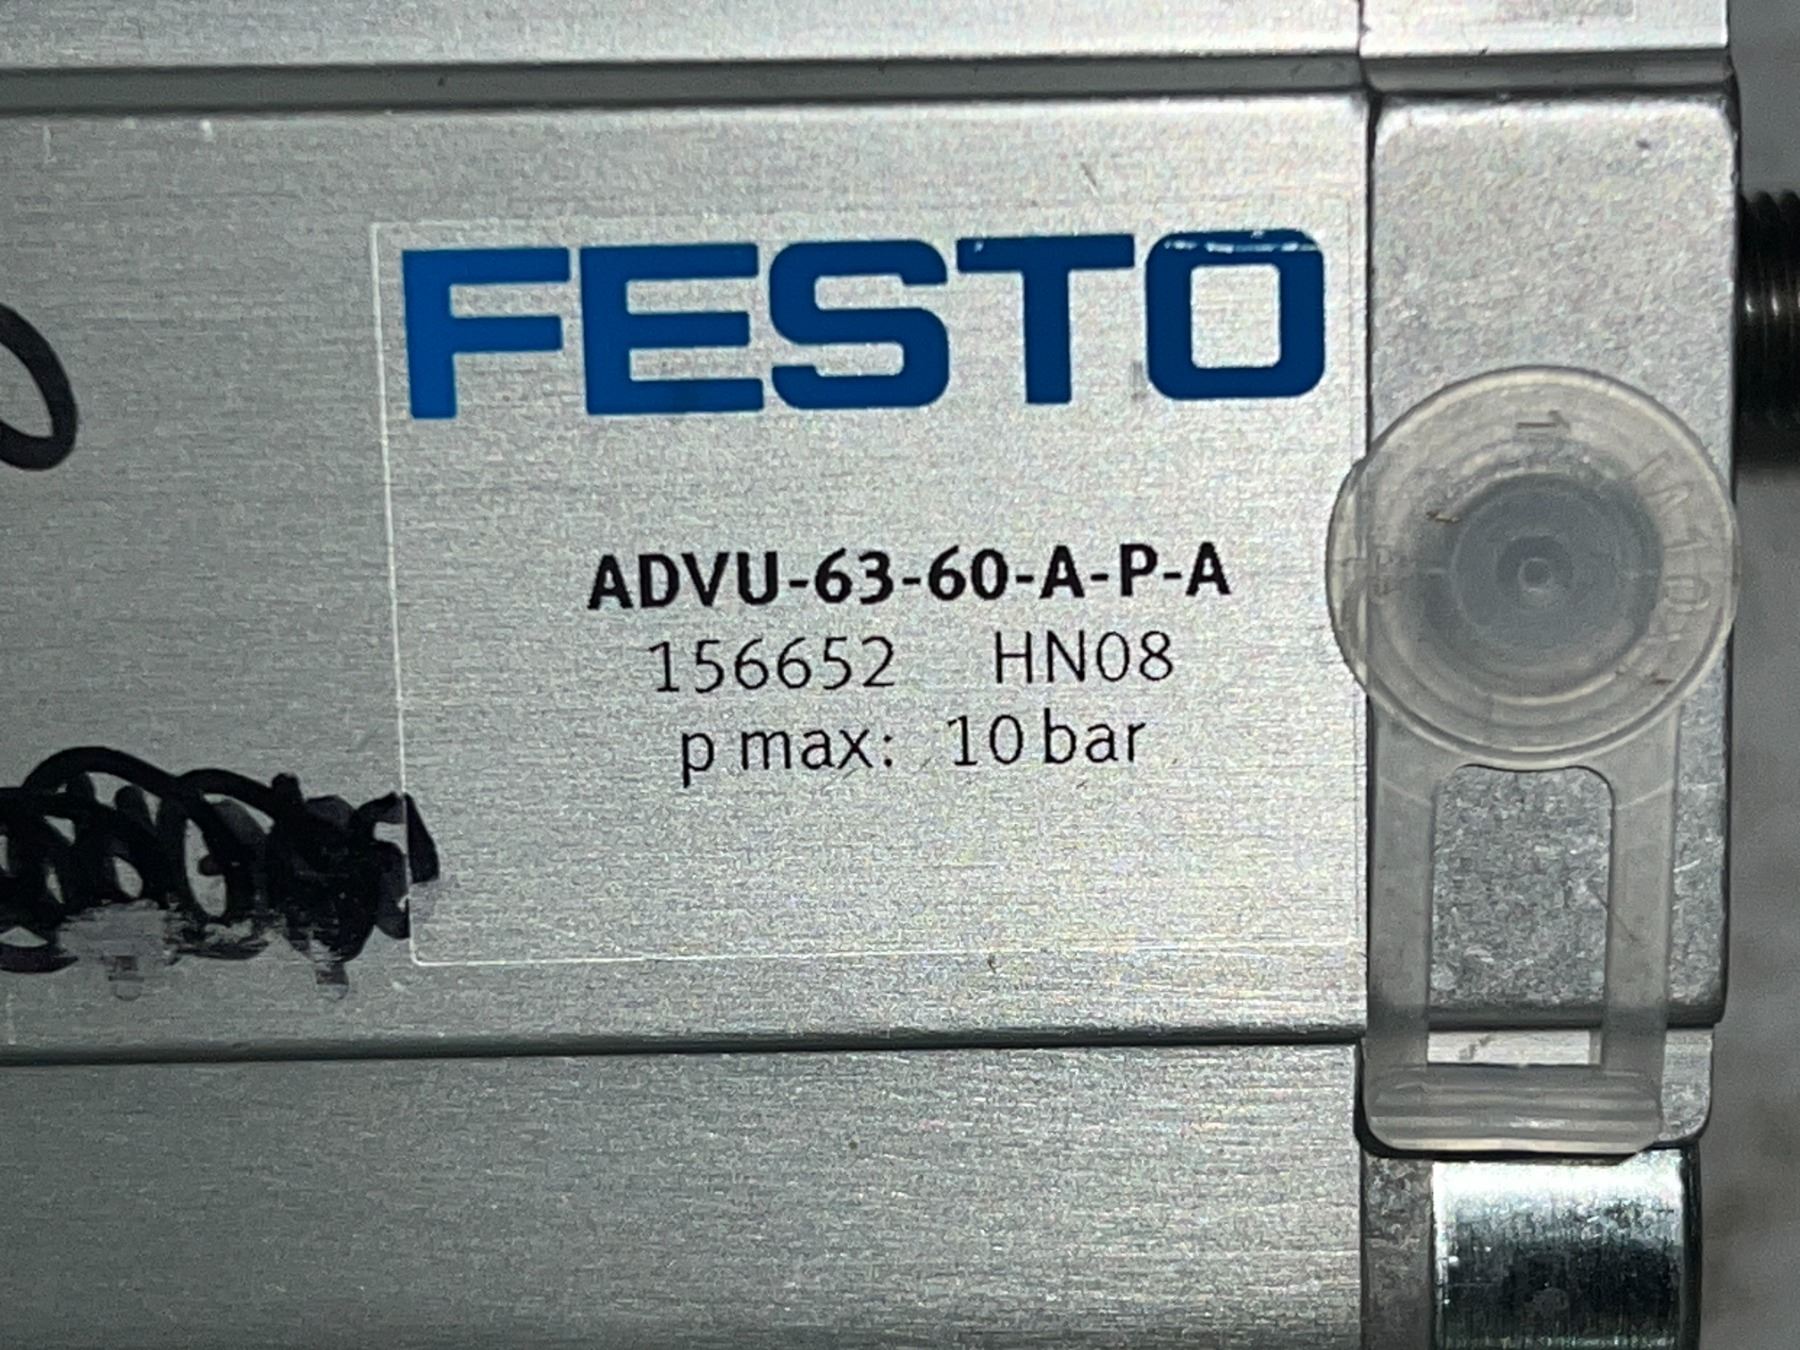 FESTO
ADVU-63-60-A-P-A
156652 HN08
p max: 10 bar